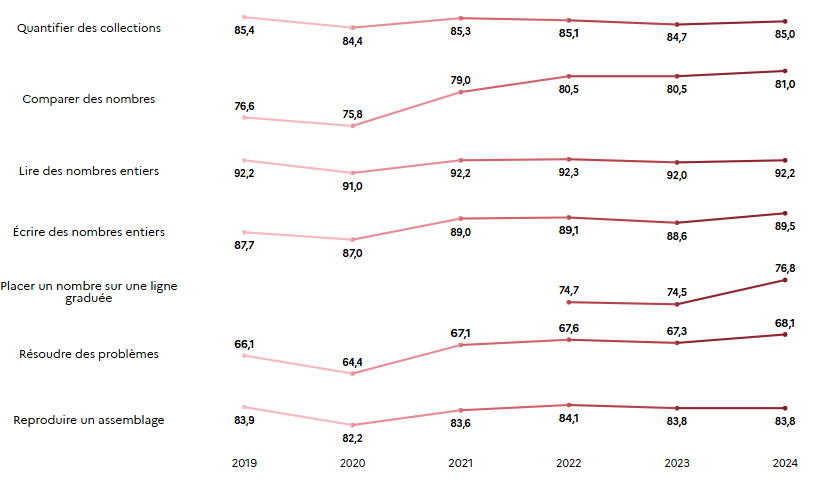 Quantifier des collections
85,4 84,4 85,3 85,1 84,7 85,0
Comparer des nombres
76,6 75,8 79,0 80,5 80,5 81,0
Lire des nombres entiers
92,2 91,0 92,2 92,3 92,0 92,2
Écrire des nombres entiers
87,7 87,0 89,0 89,1 88,6 89,5
Placer un nombre sur une ligne
graduée
74,7 74,5 76,8
Résoudre des problèmes
66,1 64,4 67,1 67,6 67,3 68,1
Reproduire un assemblage
83,9 82,2 83,6 84,1 83,8 83,8
2019 2020 2021 2022 2023 2024